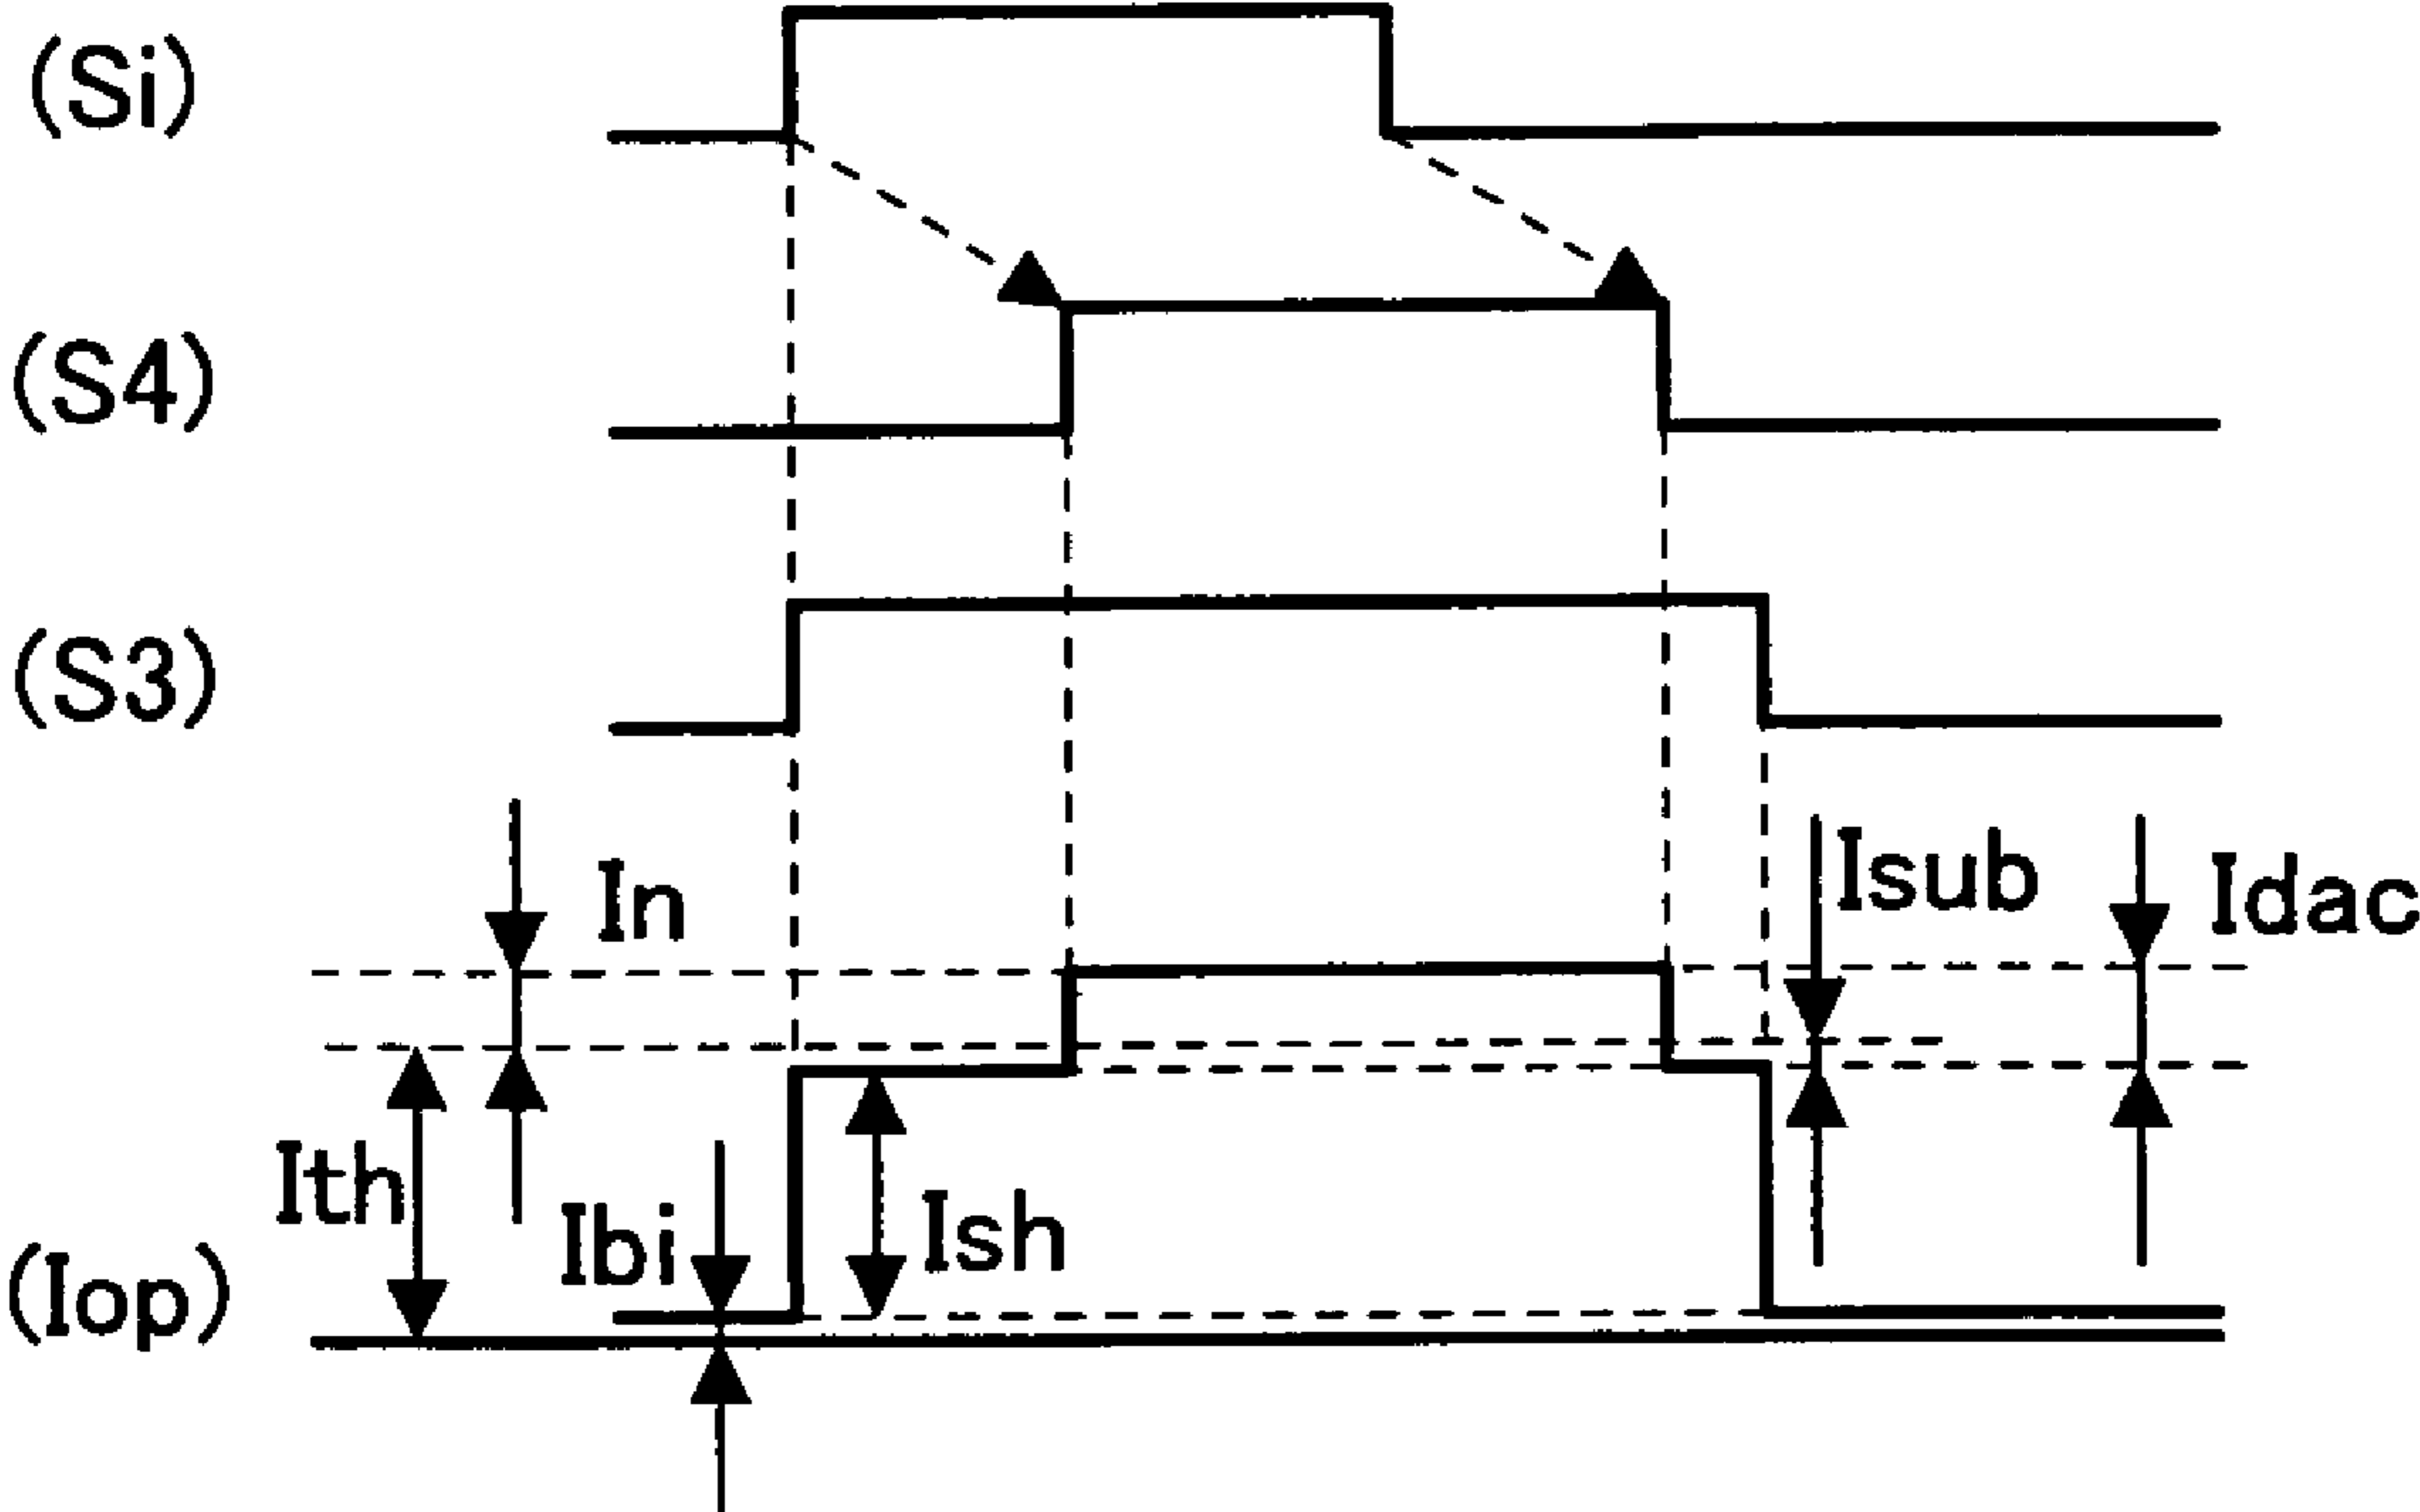 (Si)
(S4)
(S3)
In
Isub
Idac
Ith
Ibi
Ish
(Iop)